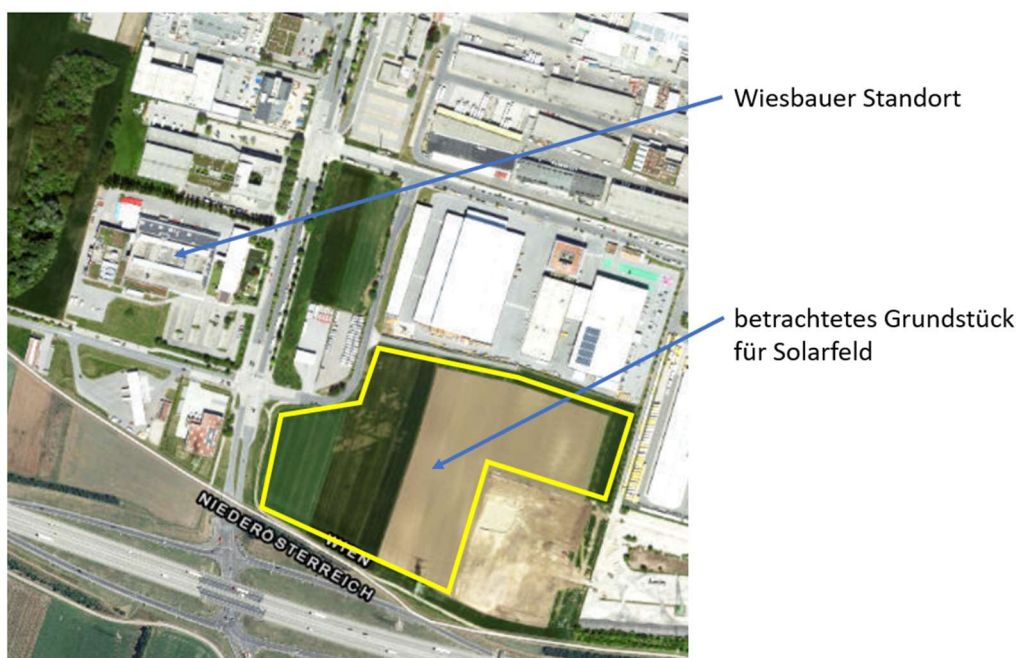 Wiesbauer Standort
betrachtetes Grundstück
für Solarfeld
WIEN
NIEDERÖSTERREICH